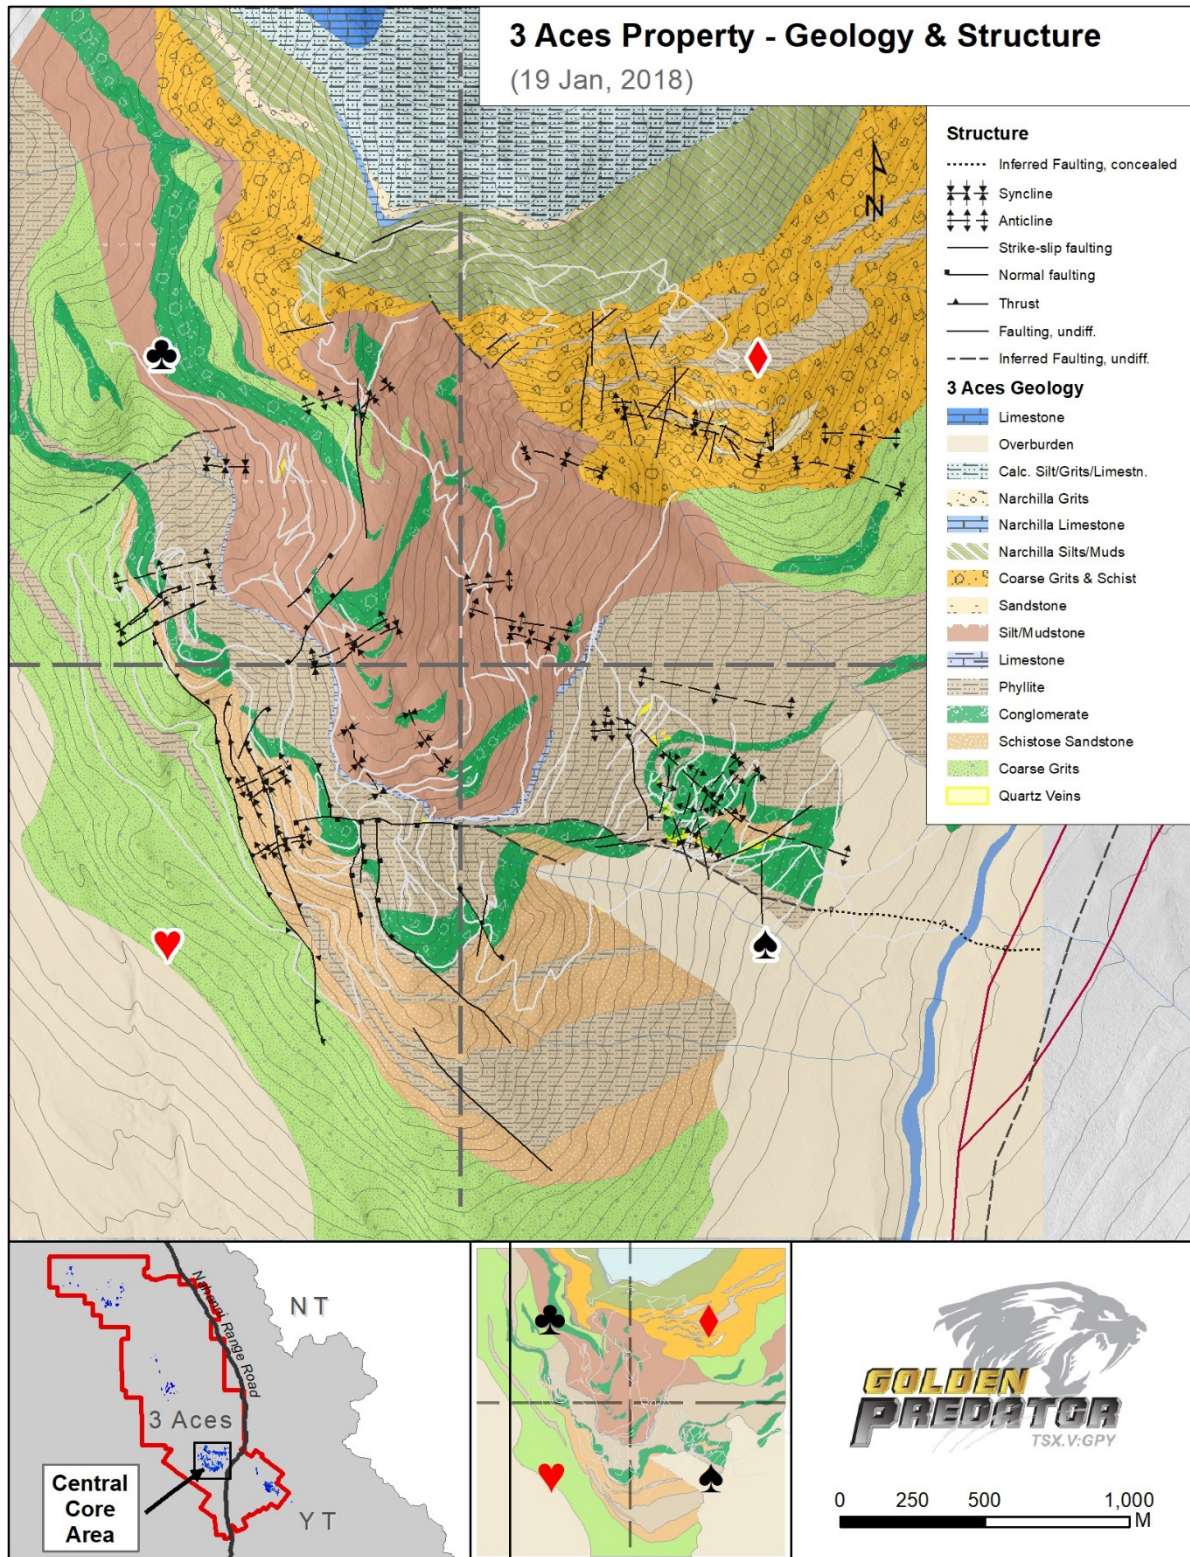 3 Aces Property - Geology & Structure
(19 Jan, 2018)
N
Structure
Inferred Faulting, concealed
Syncline
Anticline
Strike-slip faulting
Normal faulting
Thrust
Faulting, undiff.
Inferred Faulting, undiff.
3 Aces Geology
Limestone
Overburden
Calc. Silt/Grits/Limestn.
Narchilla Grits
Narchilla Limestone
Narchilla Silts/Muds
Coarse Grits & Schist
Sandstone
Silt/Mudstone
Limestone
Phyllite
Conglomerate
Schistose Sandstone
Coarse Grits
Quartz Veins
Nahanni Range Road
NT
3 Aces
Central
Core
Area
YT
GOLDEN
PREDATOR
TSX.V:GPY
0 250 500 1,000
M